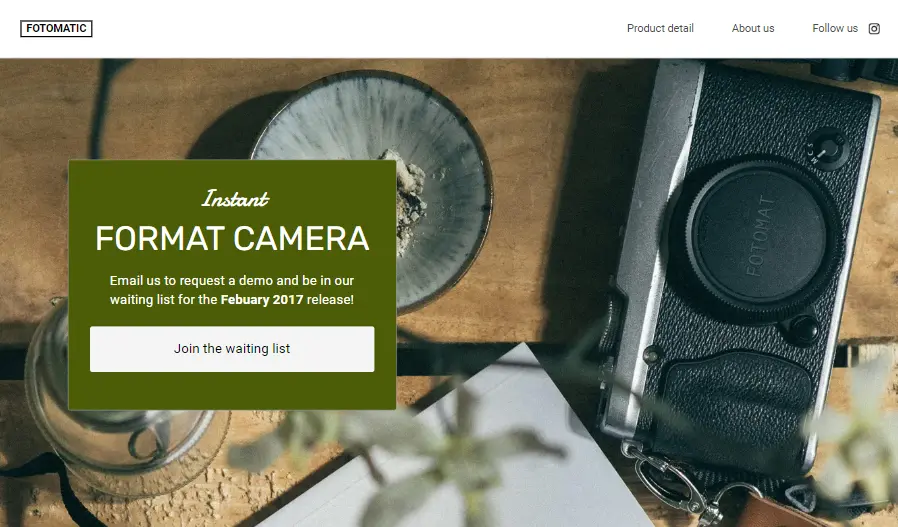 FOTOMATIC
Product detail
About us
Follow us
Instant
FORMAT CAMERA
Email us to request a demo and be in our
waiting list for the Febuary 2017 release!
Join the waiting list
FOTOMAT